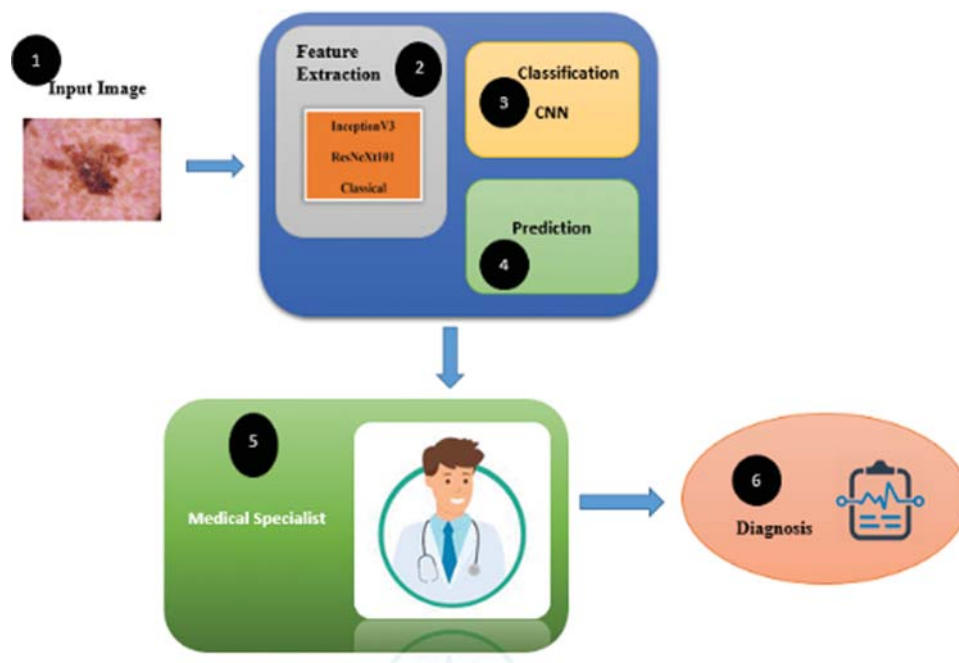 1
Input Image
Feature
Extraction
2
InceptionV3
ResNeXt101
Classical
Classification
3
CNN
Prediction
4
5
Medical Specialist
6
Diagnosis